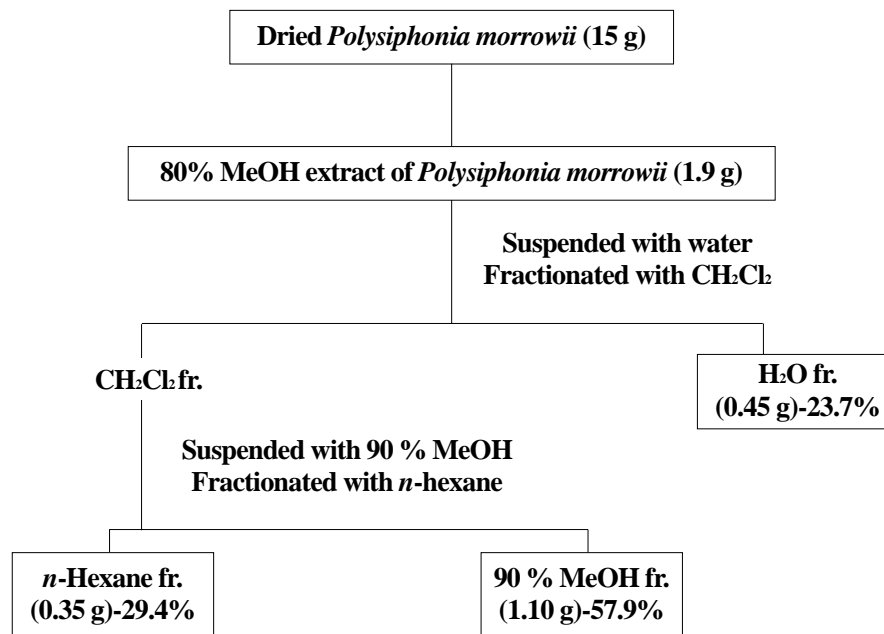 Dried Polysiphonia morrowii (15 g)
80% MeOH extract of Polysiphonia morrowii (1.9 g)
Suspended with water
Fractionated with CH₂Cl₂
CH₂Cl₂ fr.
H₂O fr.
(0.45 g)-23.7%
Suspended with 90 % MeOH
Fractionated with n-hexane
n-Hexane fr.
(0.35 g)-29.4%
90 % MeOH fr.
(1.10 g)-57.9%